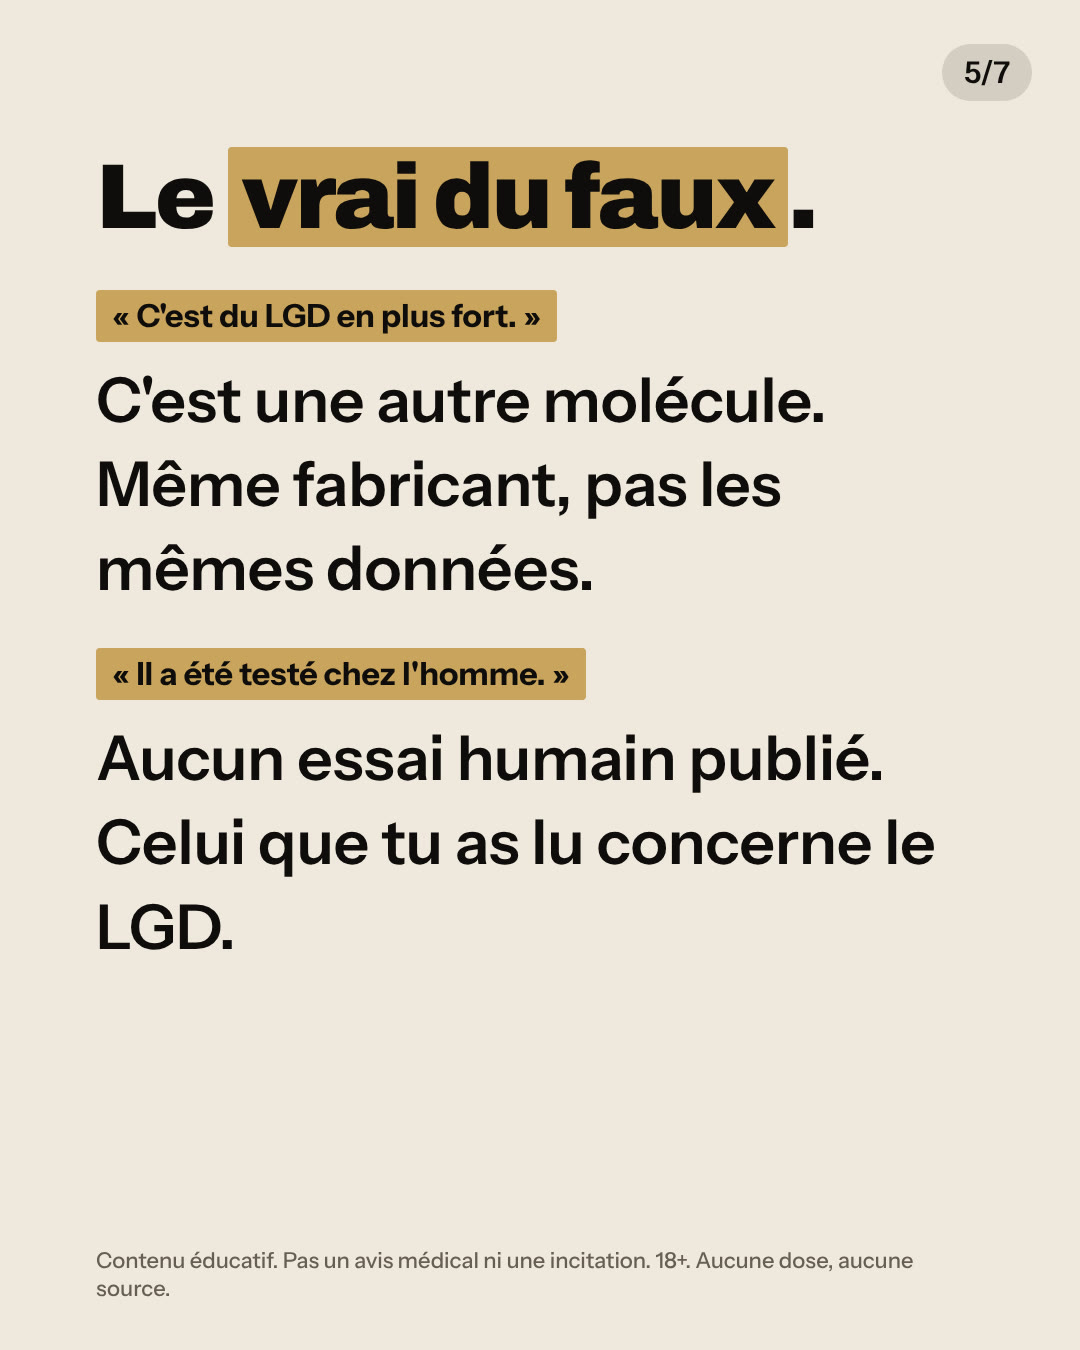 5/7
Le vrai du faux.
« C'est du LGD en plus fort. »
C'est une autre molécule.
Même fabricant, pas les
mêmes données.
« Il a été testé chez l'homme. »
Aucun essai humain publié.
Celui que tu as lu concerne le
LGD.
Contenu éducatif. Pas un avis médical ni une incitation. 18+. Aucune dose, aucune
source.